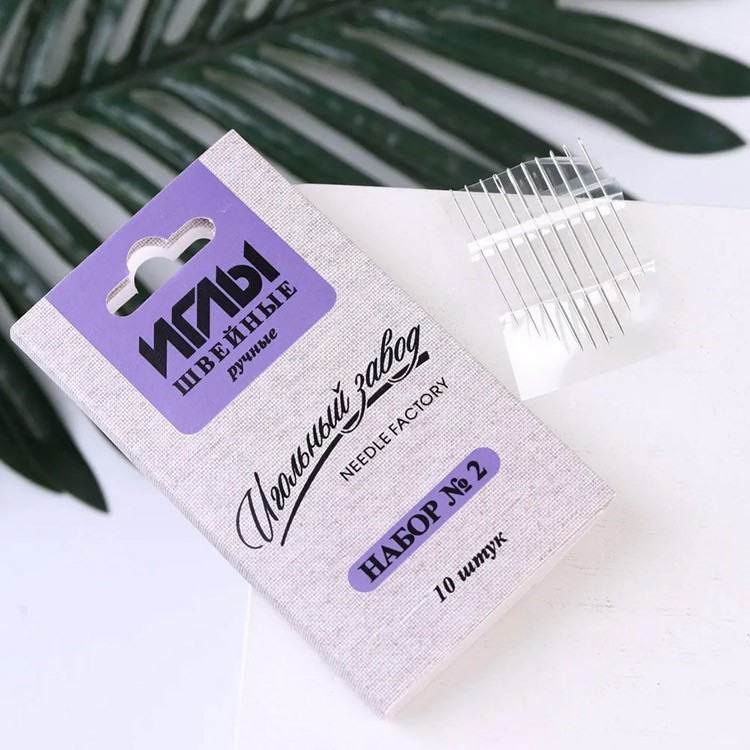 ИГЛЫ
ШВЕЙНЫЕ
ручные
Игольный завод
NEEDLE FACTORY
НАБОР № 2
10 штук